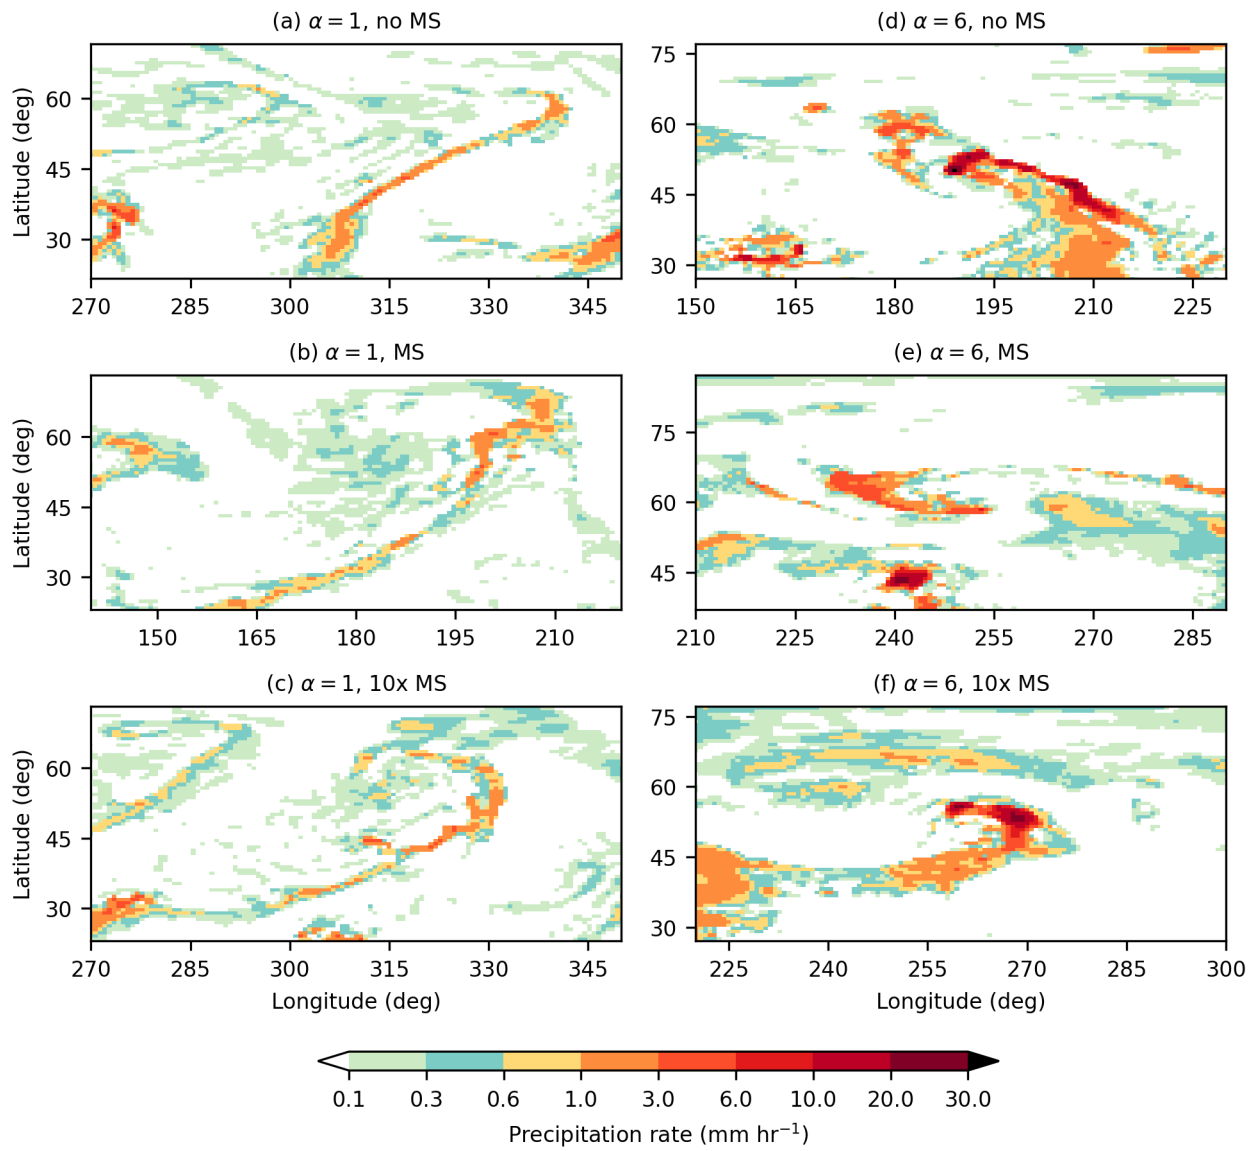 (a) α = 1, no MS
(d) α = 6, no MS
Latitude (deg)
60
45
30
270 285 300 315 330 345
75
60
45
30
150 165 180 195 210 225
(b) α = 1, MS
(e) α = 6, MS
Latitude (deg)
60
45
30
150 165 180 195 210
75
60
45
210 225 240 255 270 285
(c) α = 1, 10x MS
(f) α = 6, 10x MS
Latitude (deg)
60
45
30
270 285 300 315 330 345
Longitude (deg)
75
60
45
30
225 240 255 270 285 300
Longitude (deg)
0.1 0.3 0.6 1.0 3.0 6.0 10.0 20.0 30.0
Precipitation rate (mm hr⁻¹)